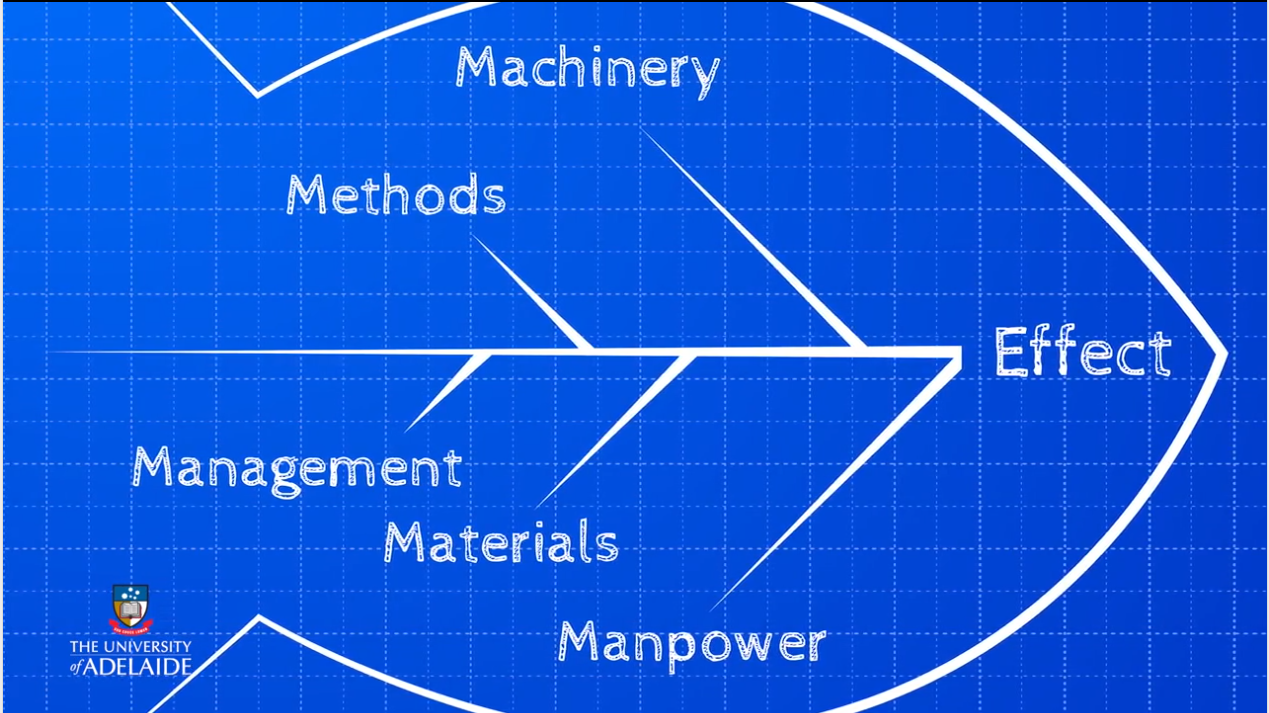 Machinery
Methods
Effect
Management
Materials
Manpower
THE UNIVERSITY
of ADELAIDE